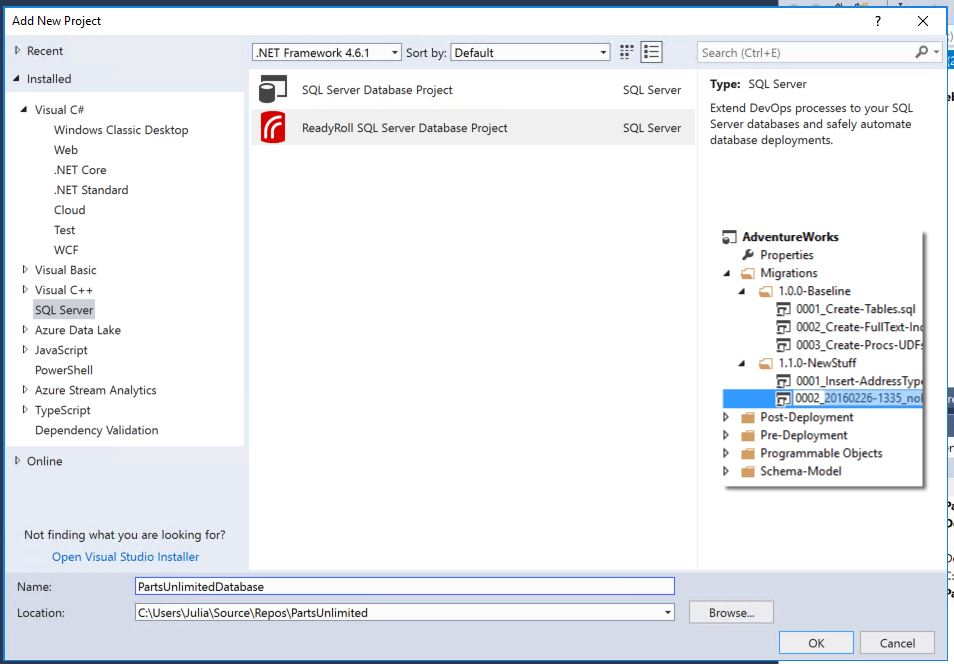 Add New Project
?
Recent
.NET Framework 4.6.1
Sort by: Default
Search (Ctrl+E)
Installed
Visual C#
Windows Classic Desktop
Web
.NET Core
.NET Standard
Cloud
Test
WCF
Visual Basic
Visual C++
SQL Server
Azure Data Lake
JavaScript
PowerShell
Azure Stream Analytics
TypeScript
Dependency Validation
Online
Not finding what you are looking for?
Open Visual Studio Installer
SQL Server Database Project SQL Server
ReadyRoll SQL Server Database Project SQL Server
Type: SQL Server
Extend DevOps processes to your SQL
Server databases and safely automate
database deployments.
AdventureWorks
Properties
Migrations
1.0.0-Baseline
0001_Create-Tables.sql
0002_Create-FullText-Ind
0003_Create-Procs-UDFs
1.1.0-NewStuff
0001_Insert-AddressType
0002_20160226-1335_nol
Post-Deployment
Pre-Deployment
Programmable Objects
Schema-Model
Name: PartsUnlimitedDatabase
Location: C:\Users\Julia\Source\Repos\PartsUnlimited
Browse...
OK
Cancel